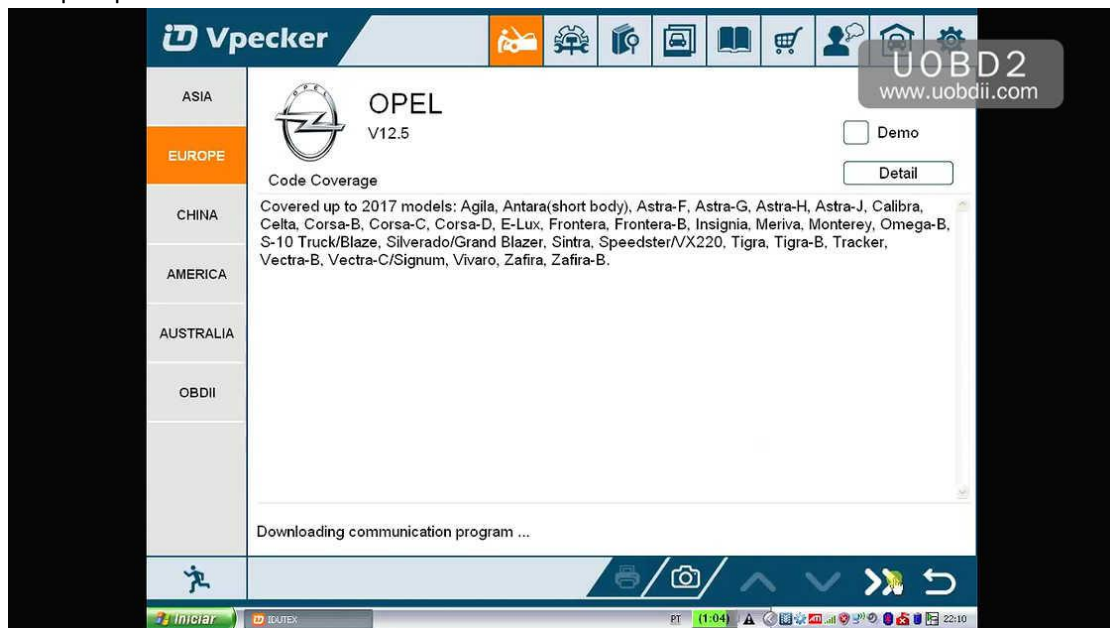 Vpecker
UOBD2
www.uobdii.com
ASIA
EUROPE
CHINA
AMERICA
AUSTRALIA
OBDII
OPEL
OPEL
V12.5
Demo
Detail
Code Coverage
Covered up to 2017 models: Agila, Antara(short body), Astra-F, Astra-G, Astra-H, Astra-J, Calibra,
Celta, Corsa-B, Corsa-C, Corsa-D, E-Lux, Frontera, Frontera-B, Insignia, Meriva, Monterey, Omega-B,
S-10 Truck/Blaze, Silverado/Grand Blazer, Sintra, Speedster/VX220, Tigra, Tigra-B, Tracker,
Vectra-B, Vectra-C/Signum, Vivaro, Zafira, Zafira-B.
Downloading communication program ...
Iniciar
IDUTEX
PT
(1:04)
22:10